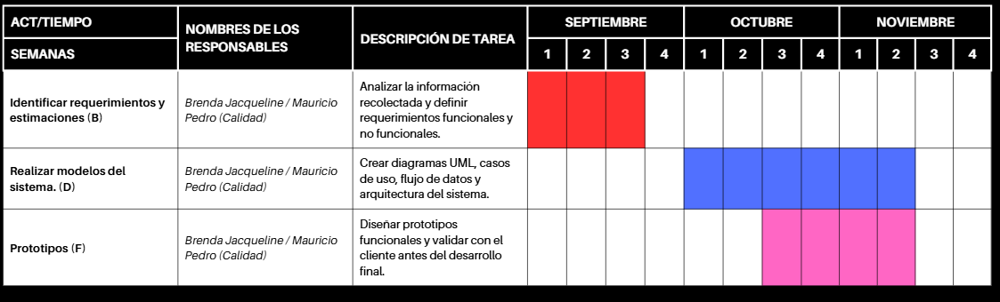 ACT/TIEMPO
NOMBRES DE LOS
RESPONSABLES
DESCRIPCIÓN DE TAREA
SEPTIEMBRE
OCTUBRE
NOVIEMBRE
SEMANAS
1 2 3 4 1 2 3 4 1 2 3 4
Identificar requerimientos y
estimaciones (B)
Brenda Jacqueline / Mauricio
Pedro (Calidad)
Analizar la información
recolectada y definir
requerimientos funcionales y
no funcionales.
Realizar modelos del
sistema. (D)
Brenda Jacqueline / Mauricio
Pedro (Calidad)
Crear diagramas UML, casos
de uso, flujo de datos y
arquitectura del sistema.
Prototipos (F)
Brenda Jacqueline / Mauricio
Pedro (Calidad)
Diseñar prototipos
funcionales y validar con el
cliente antes del desarrollo
final.